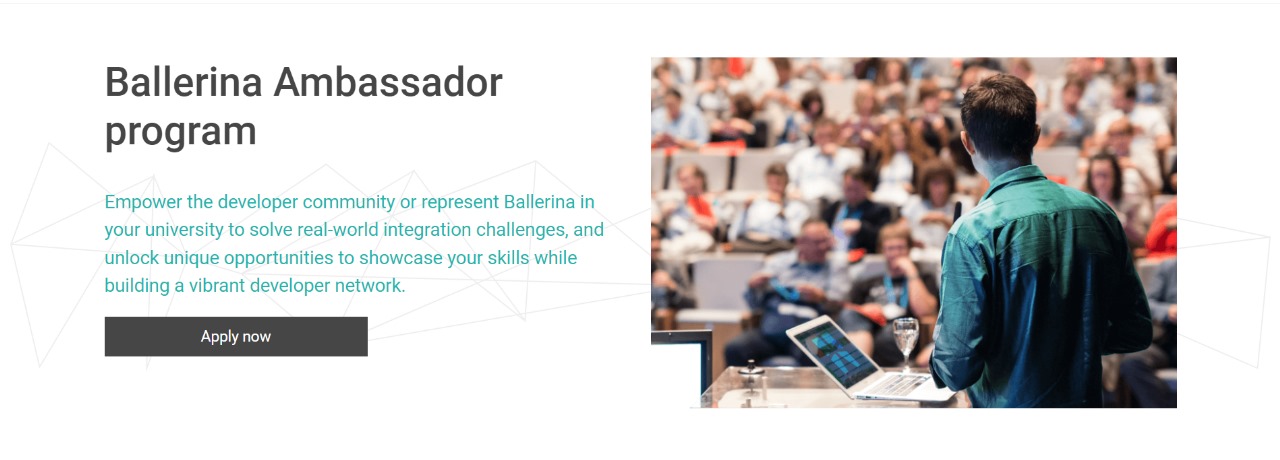 Ballerina Ambassador
program
Empower the developer community or represent Ballerina in
your university to solve real-world integration challenges, and
unlock unique opportunities to showcase your skills while
building a vibrant developer network.
Apply now